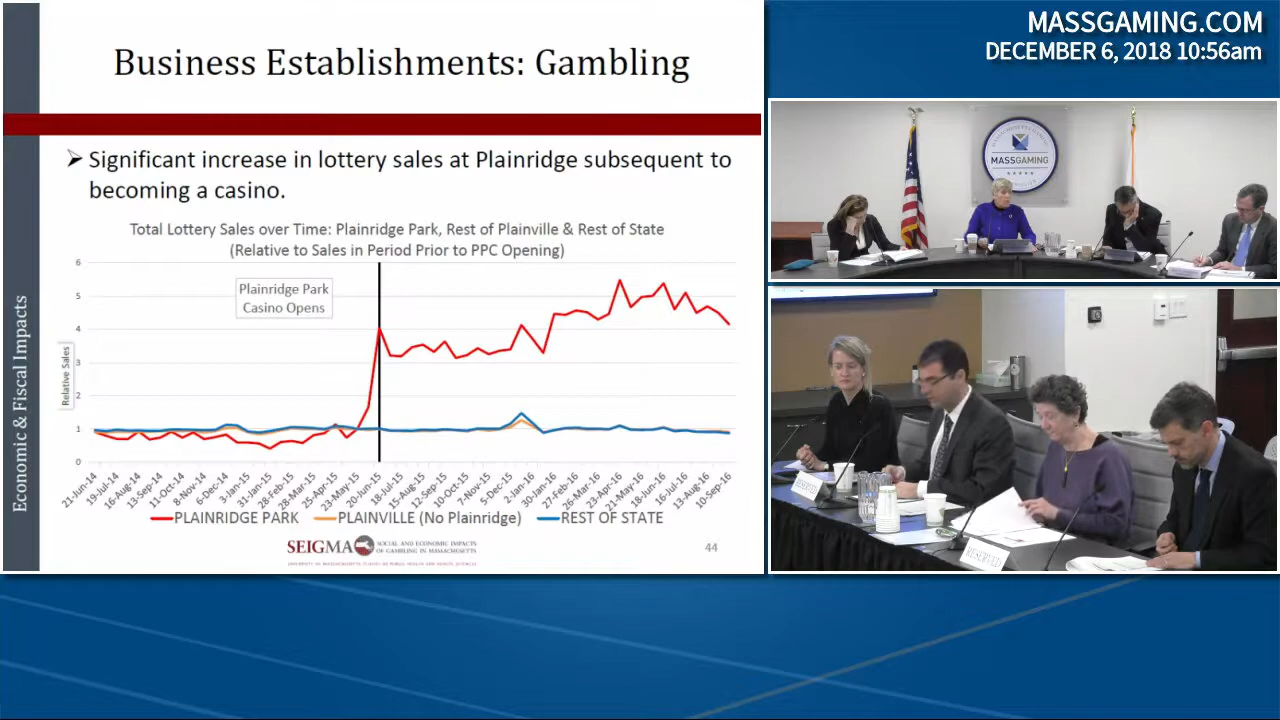 MASSGAMING.COM
DECEMBER 6, 2018 10:56am
Business Establishments: Gambling
Significant increase in lottery sales at Plainridge subsequent to
becoming a casino.
Total Lottery Sales over Time: Plainridge Park, Rest of Plainville & Rest of State
(Relative to Sales in Period Prior to PPC Opening)
Plainridge Park
Casino Opens
6
5
4
3
2
1
0
Relative Sales
21-Jun-14
19-Jul-14
16-Aug-14
13-Sep-14
11-Oct-14
8-Nov-14
6-Dec-14
3-Jan-15
31-Jan-15
28-Feb-15
28-Mar-15
25-Apr-15
23-May-15
20-Jun-15
18-Jul-15
15-Aug-15
12-Sep-15
10-Oct-15
7-Nov-15
5-Dec-15
2-Jan-16
30-Jan-16
27-Feb-16
26-Mar-16
23-Apr-16
21-May-16
18-Jun-16
16-Jul-16
13-Aug-16
10-Sep-16
PLAINRIDGE PARK
PLAINVILLE (No Plainridge)
REST OF STATE
SEIGMA SOCIAL AND ECONOMIC IMPACTS
OF GAMBLING IN MASSACHUSETTS
44
Economic & Fiscal Impacts
MASSGAMING
RESERVED
RESERVED